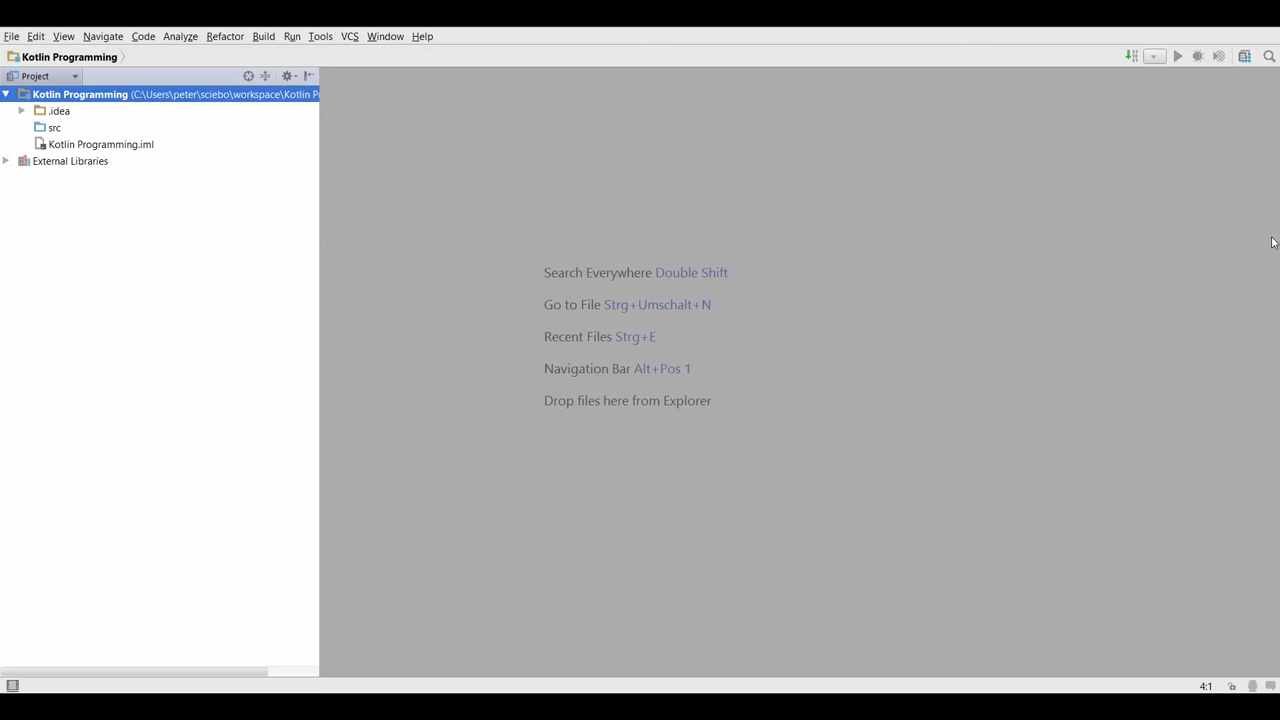 File Edit View Navigate Code Analyze Refactor Build Run Tools VCS Window Help
Kotlin Programming
Project
Kotlin Programming (C:\Users\peter\sciebo\workspace\Kotlin P
.idea
src
Kotlin Programming.iml
External Libraries
Search Everywhere Double Shift
Go to File Strg+Umschalt+N
Recent Files Strg+E
Navigation Bar Alt+Pos 1
Drop files here from Explorer
4:1